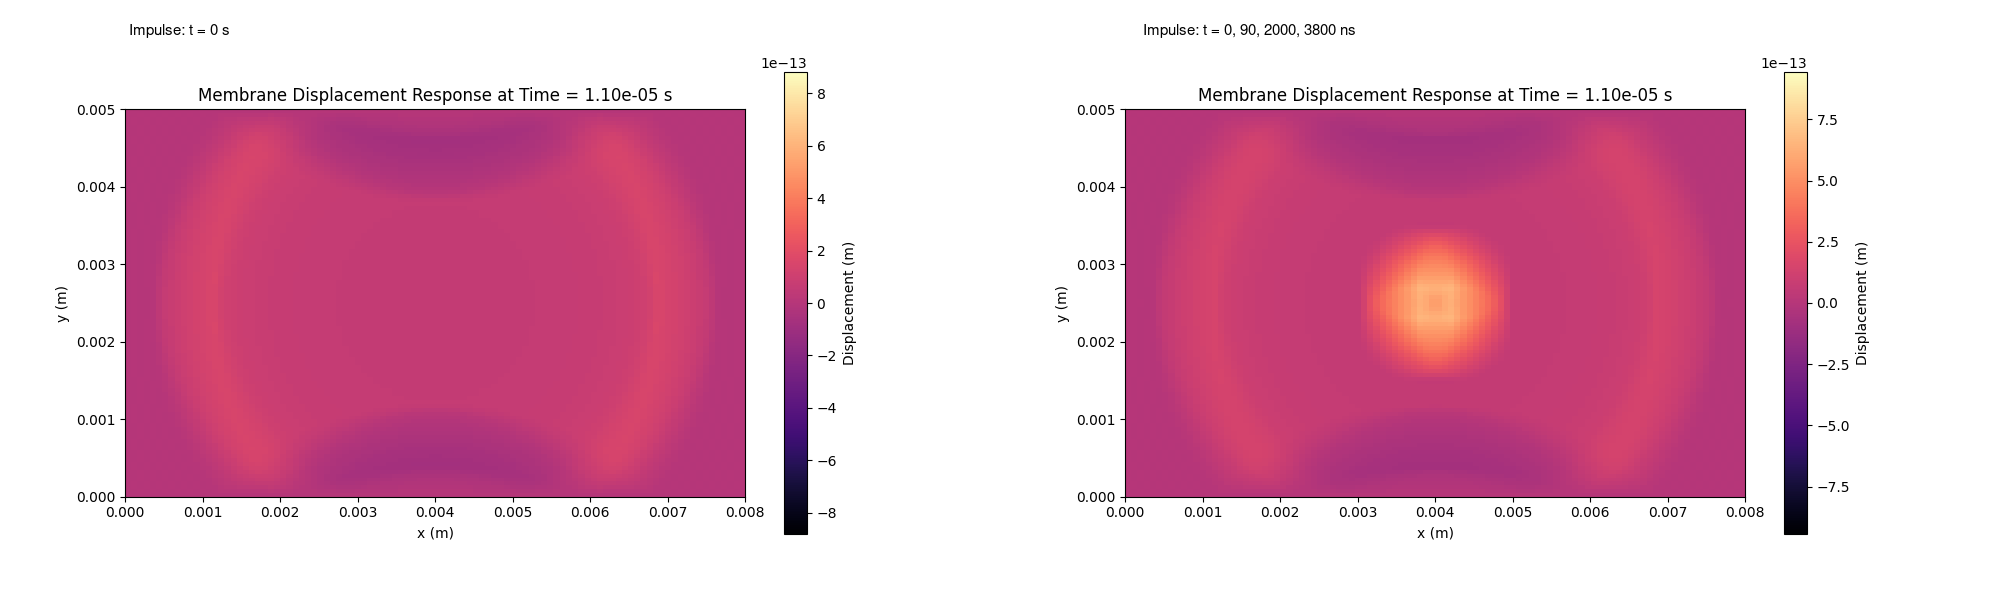 Impulse: t = 0 s
1e−13
Membrane Displacement Response at Time = 1.10e-05 s
0.005
0.004
0.003
0.002
0.001
0.000
y (m)
0.000 0.001 0.002 0.003 0.004 0.005 0.006 0.007 0.008
x (m)
8
6
4
2
0
−2
−4
−6
−8
Displacement (m)
Impulse: t = 0, 90, 2000, 3800 ns
1e−13
Membrane Displacement Response at Time = 1.10e-05 s
0.005
0.004
0.003
0.002
0.001
0.000
y (m)
0.000 0.001 0.002 0.003 0.004 0.005 0.006 0.007 0.008
x (m)
7.5
5.0
2.5
0.0
−2.5
−5.0
−7.5
Displacement (m)